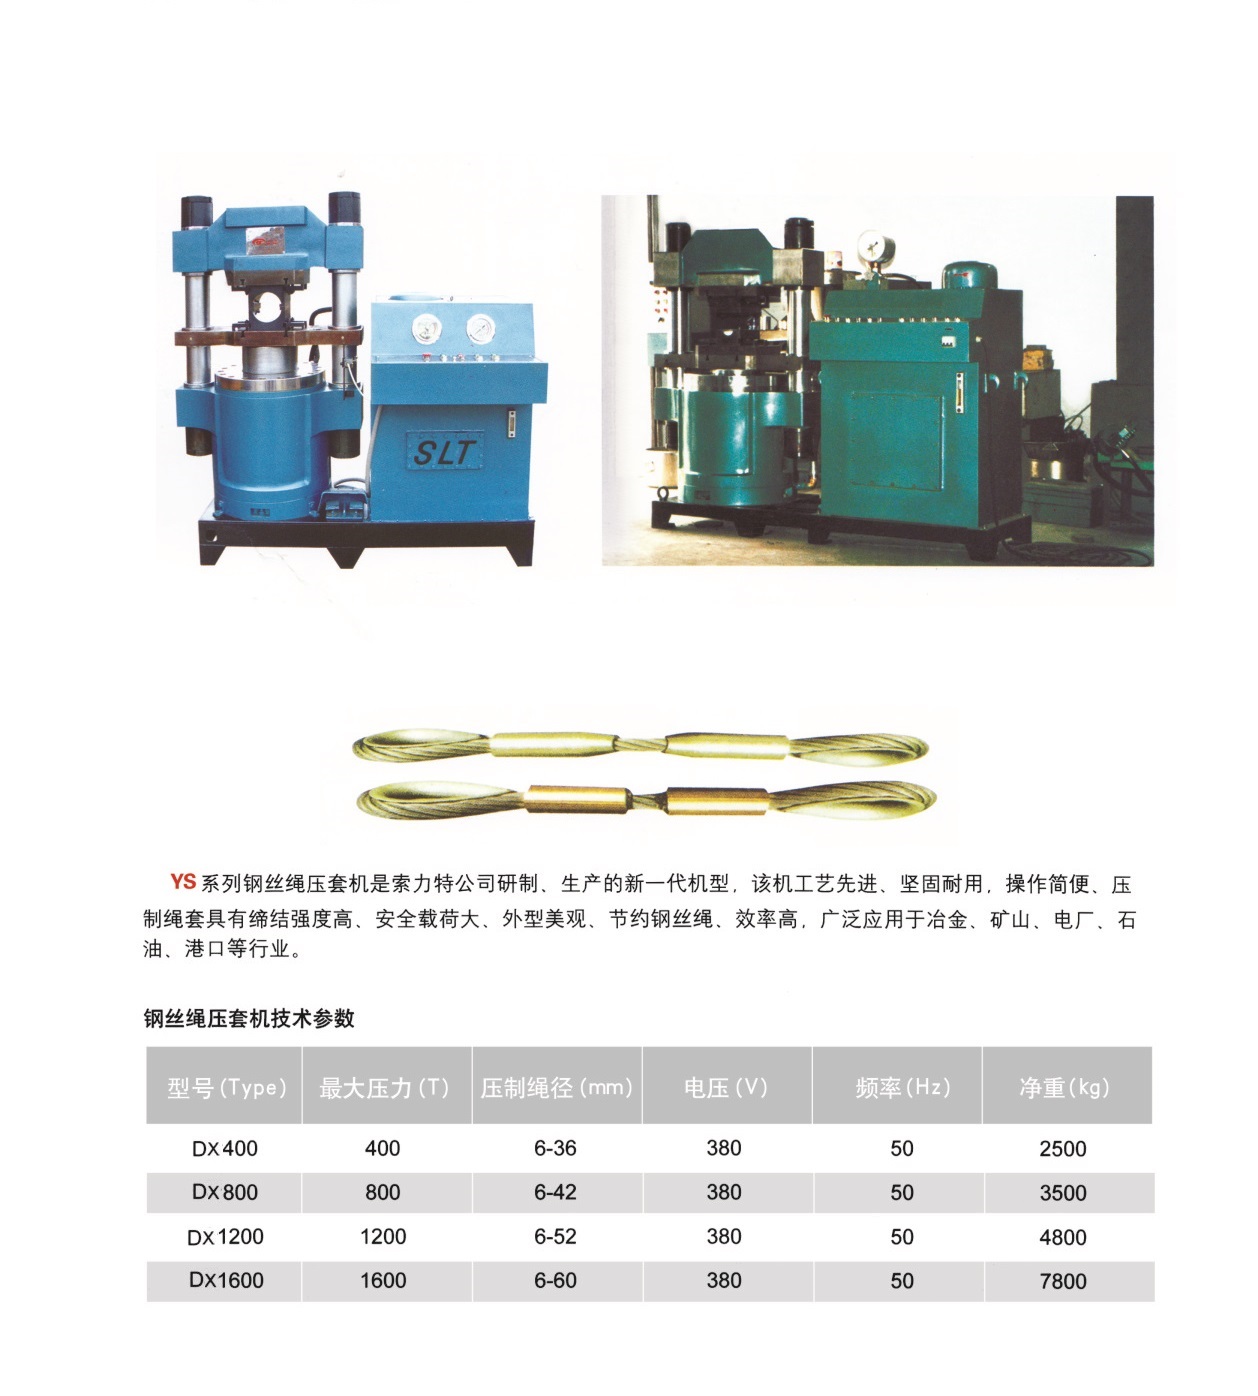 SLT
YS系列钢丝绳压套机是索力特公司研制、生产的新一代机型，该机工艺先进、坚固耐用，操作简便、压
制绳套具有缔结强度高、安全载荷大、外型美观、节约钢丝绳、效率高，广泛应用于冶金、矿山、电厂、石
油、港口等行业。
钢丝绳压套机技术参数
型号(Type) 最大压力(T) 压制绳径(mm) 电压(V) 频率(Hz) 净重(kg)
DX400 400 6-36 380 50 2500
DX800 800 6-42 380 50 3500
DX1200 1200 6-52 380 50 4800
DX1600 1600 6-60 380 50 7800